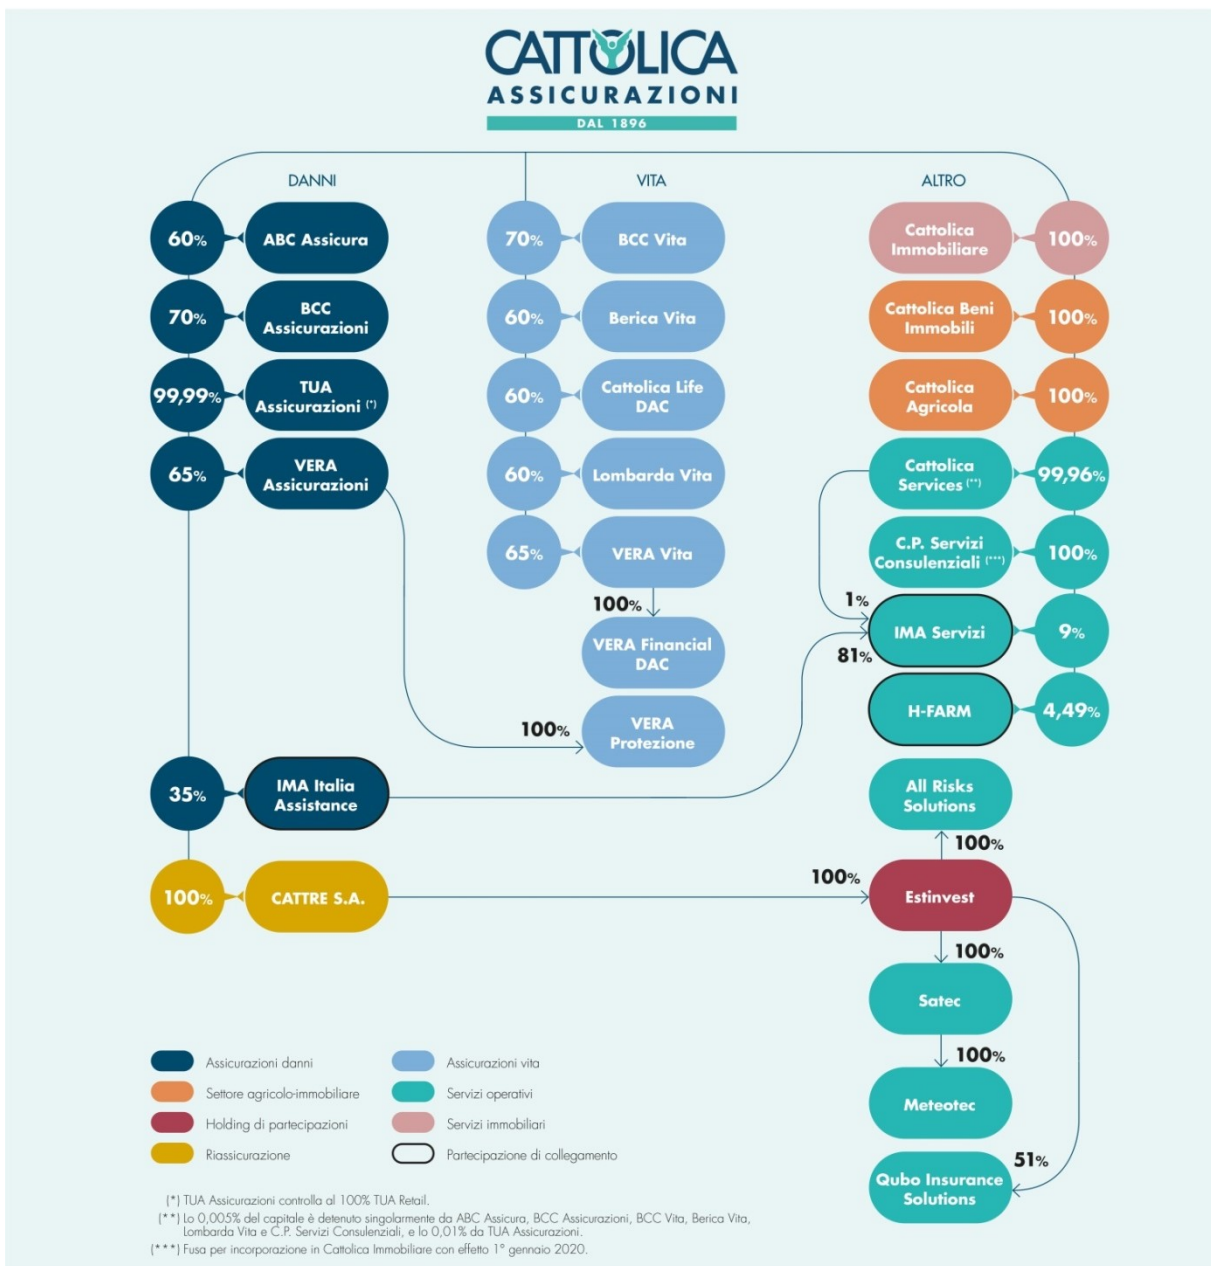 CATTOLICA
ASSICURAZIONI
DAL 1896
DANNI
60%
ABC Assicura
70%
BCC
Assicurazioni
99,99%
TUA
Assicurazioni (*)
65%
VERA
Assicurazioni
35%
IMA Italia
Assistance
100%
CATTRE S.A.
VITA
70%
BCC Vita
60%
Berica Vita
60%
Cattolica Life
DAC
60%
Lombarda Vita
65%
VERA Vita
100%
VERA Financial
DAC
100%
VERA
Protezione
ALTRO
Cattolica
Immobiliare
100%
Cattolica Beni
Immobili
100%
Cattolica
Agricola
100%
Cattolica
Services (**)
99,96%
C.P. Servizi
Consulenziali (***)
100%
1%
IMA Servizi
9%
81%
H-FARM
4,49%
All Risks
Solutions
100%
100%
Estinvest
100%
Satec
100%
Meteotec
51%
Qubo Insurance
Solutions
Assicurazioni danni
Assicurazioni vita
Settore agricolo-immobiliare
Servizi operativi
Holding di partecipazioni
Servizi immobiliari
Riassicurazione
Partecipazione di collegamento
(*) TUA Assicurazioni controlla al 100% TUA Retail.
(**) Lo 0,005% del capitale è detenuto singolarmente da ABC Assicura, BCC Assicurazioni, BCC Vita, Berica Vita,
Lombarda Vita e C.P. Servizi Consulenziali, e lo 0,01% da TUA Assicurazioni.
(***) Fusa per incorporazione in Cattolica Immobiliare con effetto 1° gennaio 2020.